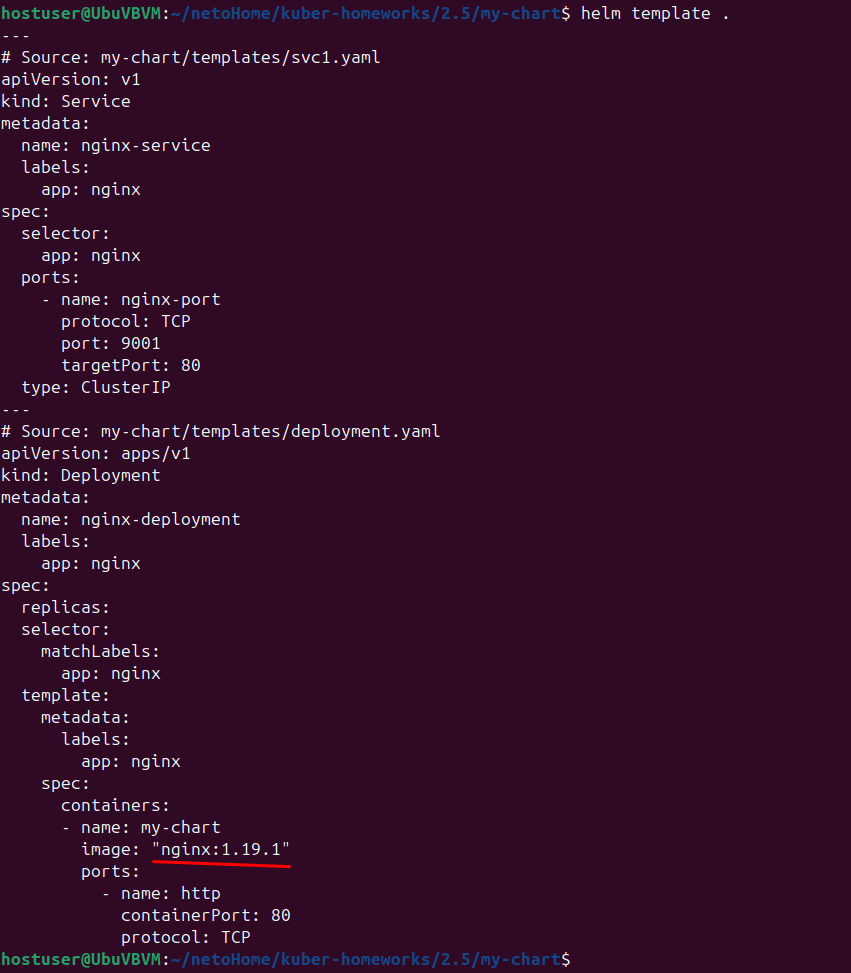 hostuser@UbuVBVM:~/netoHome/kuber-homeworks/2.5/my-chart$ helm template .
---
# Source: my-chart/templates/svc1.yaml
apiVersion: v1
kind: Service
metadata:
  name: nginx-service
  labels:
    app: nginx
spec:
  selector:
    app: nginx
  ports:
    - name: nginx-port
      protocol: TCP
      port: 9001
      targetPort: 80
  type: ClusterIP
---
# Source: my-chart/templates/deployment.yaml
apiVersion: apps/v1
kind: Deployment
metadata:
  name: nginx-deployment
  labels:
    app: nginx
spec:
  replicas:
  selector:
    matchLabels:
      app: nginx
  template:
    metadata:
      labels:
        app: nginx
    spec:
      containers:
      - name: my-chart
        image: "nginx:1.19.1"
        ports:
          - name: http
            containerPort: 80
            protocol: TCP
hostuser@UbuVBVM:~/netoHome/kuber-homeworks/2.5/my-chart$